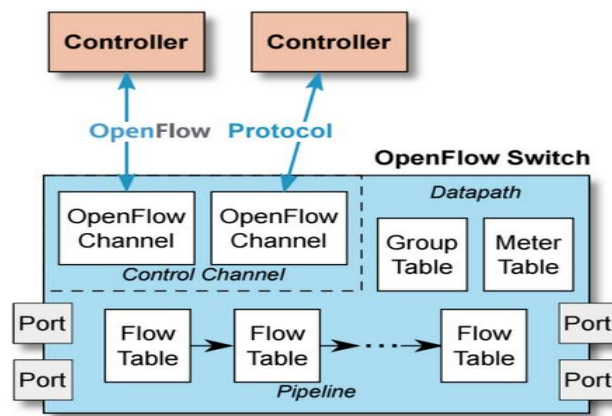 Controller
Controller
OpenFlow Protocol
OpenFlow Switch
Datapath
OpenFlow
Channel
OpenFlow
Channel
Control Channel
Group
Table
Meter
Table
Port
Port
Flow
Table
Flow
Table
Flow
Table
Pipeline
Port
Port